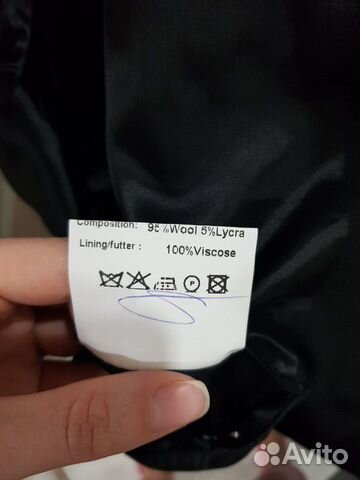 Composition: 95%Wool 5%Lycra
Lining/futter : 100%Viscose
P
Avito